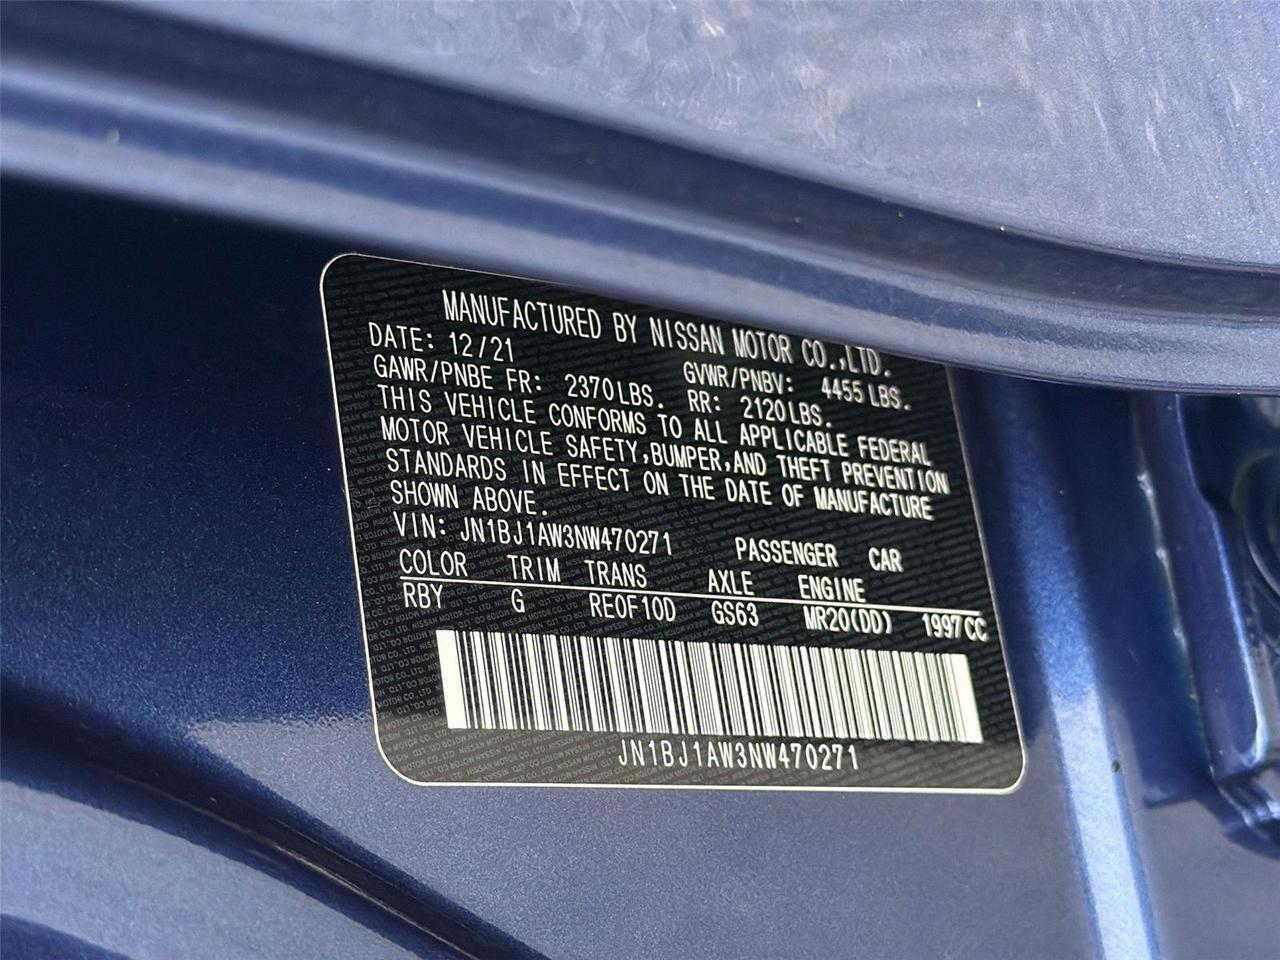 MANUFACTURED BY NISSAN MOTOR CO.,LTD.
DATE: 12/21 GVWR/PNBV: 4455 LBS.
GAWR/PNBE FR: 2370LBS. RR: 2120LBS.
THIS VEHICLE CONFORMS TO ALL APPLICABLE FEDERAL
MOTOR VEHICLE SAFETY,BUMPER,AND THEFT PREVENTION
STANDARDS IN EFFECT ON THE DATE OF MANUFACTURE
SHOWN ABOVE.
VIN: JN1BJ1AW3NW470271 PASSENGER CAR
COLOR TRIM TRANS AXLE ENGINE
RBY G RE0F10D GS63 MR20(DD) 1997CC
JN1BJ1AW3NW470271